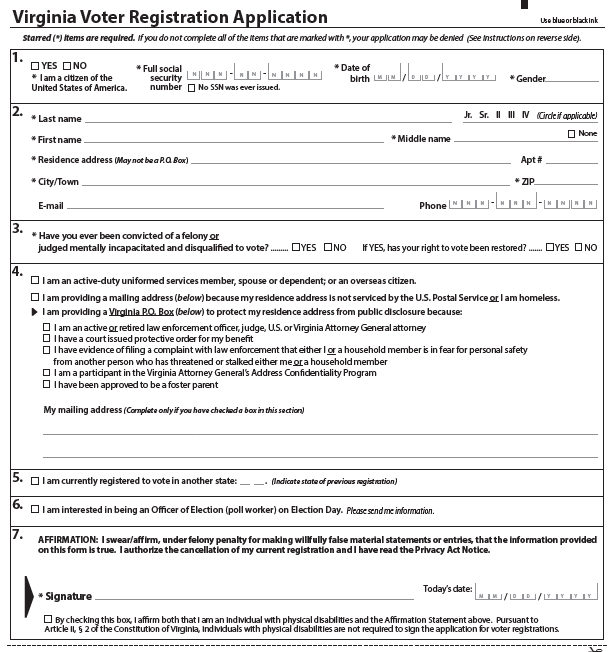 Virginia Voter Registration Application
Use blue or black ink
Starred (*) items are required. If you do not complete all of the items that are marked with *, your application may be denied (See instructions on reverse side).
1.
YES NO
* I am a citizen of the
United States of America.
* Full social
security
number
N N N - N N - N N N N
No SSN was ever issued.
* Date of
birth
M M / D D / Y Y Y Y
* Gender
2.
* Last name
Jr. Sr. II III IV (Circle if applicable)
* First name
* Middle name
None
* Residence address (May not be a P.O. Box)
Apt #
* City/Town
* ZIP
E-mail
Phone N N N - N N N - N N N N
3.
* Have you ever been convicted of a felony or
judged mentally incapacitated and disqualified to vote? ......... YES NO
If YES, has your right to vote been restored? ....... YES NO
4.
I am an active-duty uniformed services member, spouse or dependent; or an overseas citizen.
I am providing a mailing address (below) because my residence address is not serviced by the U.S. Postal Service or I am homeless.
I am providing a Virginia P.O. Box (below) to protect my residence address from public disclosure because:
I am an active or retired law enforcement officer, judge, U.S. or Virginia Attorney General attorney
I have a court issued protective order for my benefit
I have evidence of filing a complaint with law enforcement that either I or a household member is in fear for personal safety
from another person who has threatened or stalked either me or a household member
I am a participant in the Virginia Attorney General's Address Confidentiality Program
I have been approved to be a foster parent
My mailing address (Complete only if you have checked a box in this section)
5.
I am currently registered to vote in another state: __ __. (Indicate state of previous registration)
6.
I am interested in being an Officer of Election (poll worker) on Election Day. Please send me information.
7.
AFFIRMATION: I swear/affirm, under felony penalty for making willfully false material statements or entries, that the information provided
on this form is true. I authorize the cancellation of my current registration and I have read the Privacy Act Notice.
* Signature
Today's date: M M / D D / Y Y Y Y
By checking this box, I affirm both that I am an individual with physical disabilities and the Affirmation Statement above. Pursuant to
Article II, § 2 of the Constitution of Virginia, individuals with physical disabilities are not required to sign the application for voter registrations.